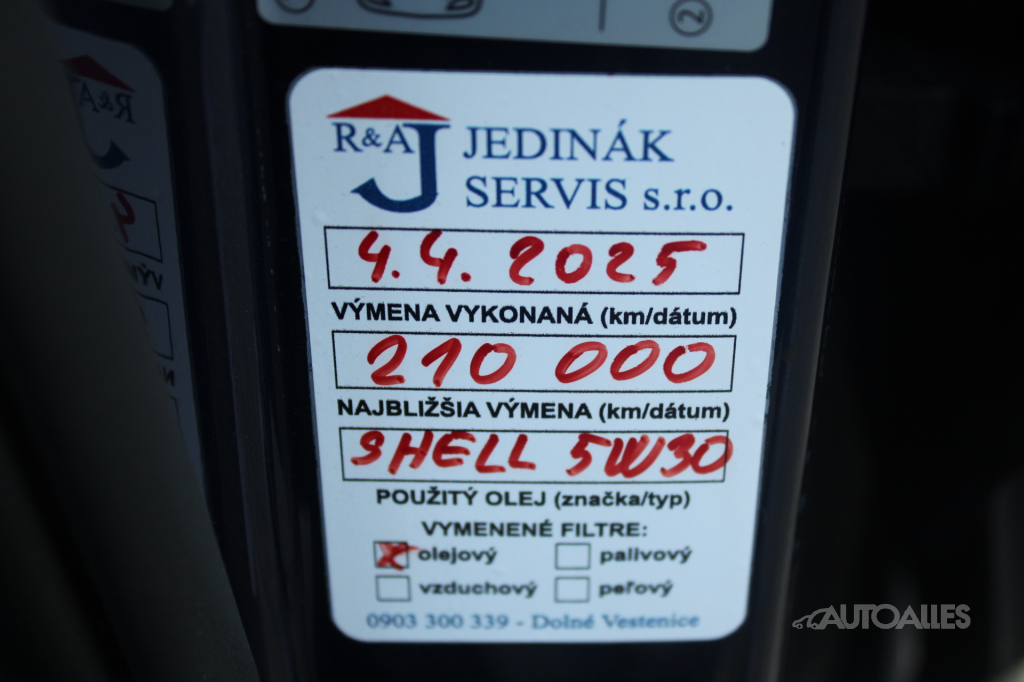 ②
R&AJ JEDINÁK
SERVIS s.r.o.
4.4. 2025
VÝMENA VYKONANÁ (km/dátum)
210 000
NAJBLIŽŠIA VÝMENA (km/dátum)
SHELL 5W30
POUŽITÝ OLEJ (značka/typ)
VYMENENÉ FILTRE:
olejový palivový
vzduchový peľový
0903 300 339 - Dolné Vestenice
AUTOALLES